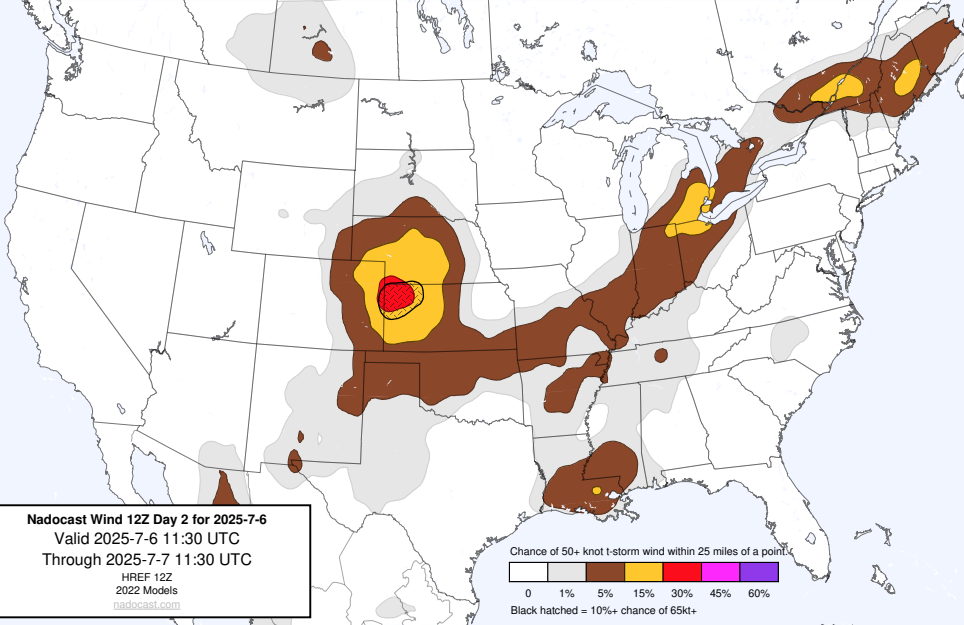 Nadocast Wind 12Z Day 2 for 2025-7-6
Valid 2025-7-6 11:30 UTC
Through 2025-7-7 11:30 UTC
HREF 12Z
2022 Models
nadocast.com
Chance of 50+ knot t-storm wind within 25 miles of a point.
0 1% 5% 15% 30% 45% 60%
Black hatched = 10%+ chance of 65kt+